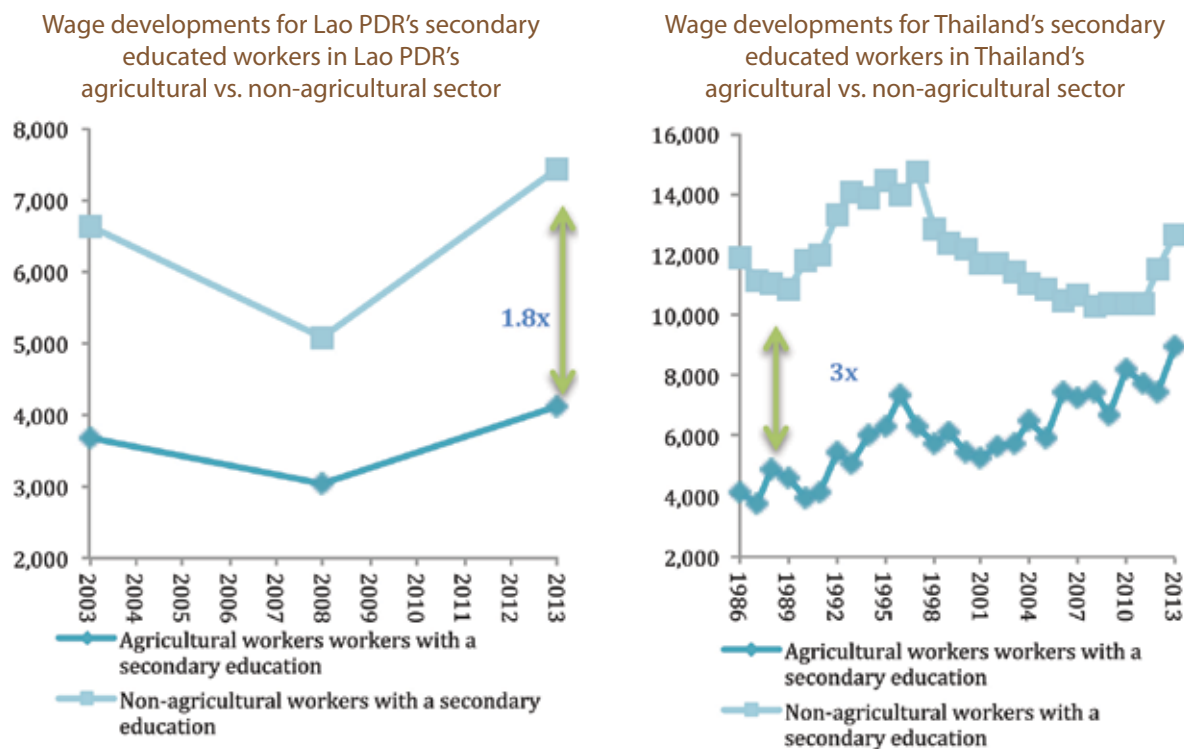 Wage developments for Lao PDR's secondary
educated workers in Lao PDR's
agricultural vs. non-agricultural sector
8,000
7,000
6,000
5,000
4,000
3,000
2,000
1.8x
2003
2004
2005
2006
2007
2008
2009
2010
2011
2012
2013
Agricultural workers workers with a
secondary education
Non-agricultural workers with a secondary
education
Wage developments for Thailand's secondary
educated workers in Thailand's
agricultural vs. non-agricultural sector
16,000
14,000
12,000
10,000
8,000
6,000
4,000
2,000
3x
1986
1989
1992
1995
1998
2001
2004
2007
2010
2013
Agricultural workers workers with a
secondary education
Non-agricultural workers with a
secondary education